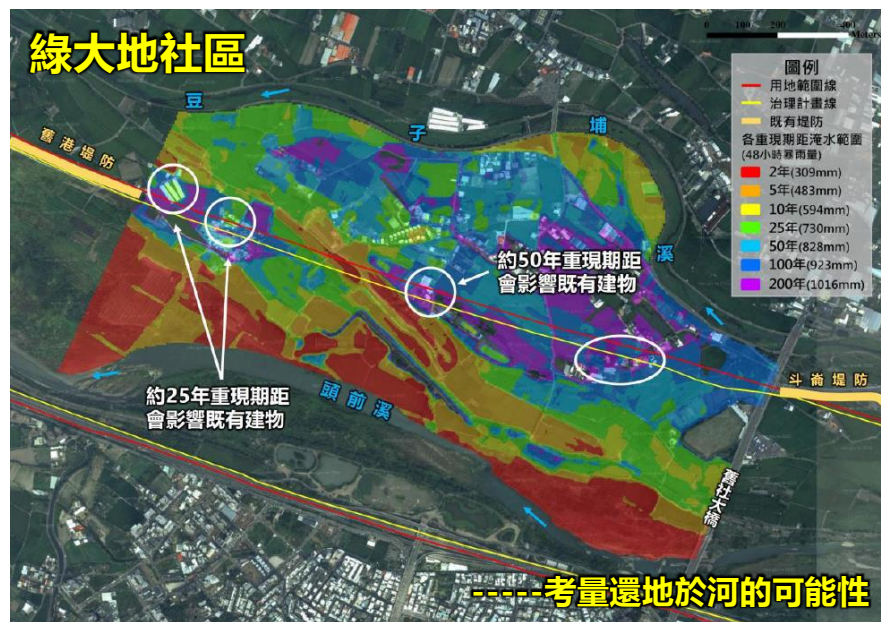 綠大地社區
0 100 200 400
Meters
圖例
用地範圍線
治理計畫線
既有堤防
各重現期距淹水範圍
(48小時暴雨量)
2年(309mm)
5年(483mm)
10年(594mm)
25年(730mm)
50年(828mm)
100年(923mm)
200年(1016mm)
豆子埔溪
舊港堤防
約50年重現期距
會影響既有建物
約25年重現期距
會影響既有建物
頭前溪
斗崙堤防
舊社大橋
-----考量還地於河的可能性